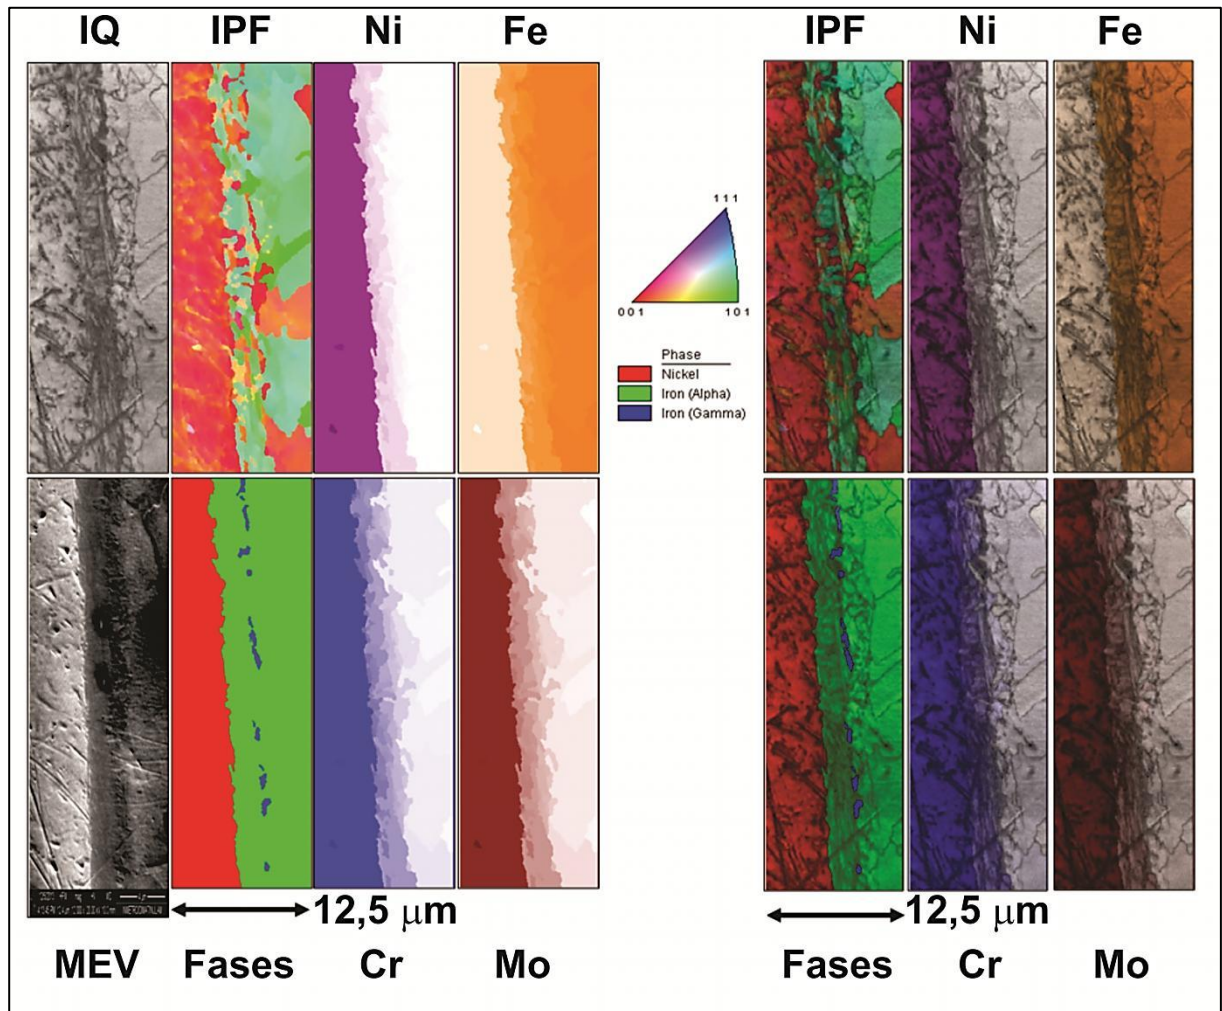 IQ IPF Ni Fe IPF Ni Fe
111
001 101
Phase
Nickel
Iron (Alpha)
Iron (Gamma)
12,5 μm 12,5 μm
MEV Fases Cr Mo Fases Cr Mo